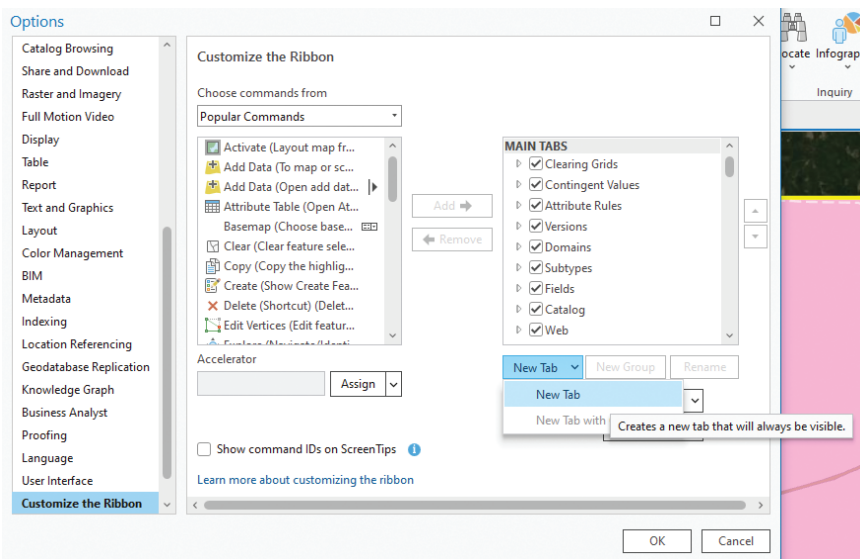 Options
Catalog Browsing
Share and Download
Raster and Imagery
Full Motion Video
Display
Table
Report
Text and Graphics
Layout
Color Management
BIM
Metadata
Indexing
Location Referencing
Geodatabase Replication
Knowledge Graph
Business Analyst
Proofing
Language
User Interface
Customize the Ribbon
Customize the Ribbon
Choose commands from
Popular Commands
Activate (Layout map fr...
Add Data (To map or sc...
Add Data (Open add dat...
Attribute Table (Open At...
Basemap (Choose base...
Clear (Clear feature sele...
Copy (Copy the highlig...
Create (Show Create Fea...
Delete (Shortcut) (Delet...
Edit Vertices (Edit featur...
Accelerator
Assign
Show command IDs on ScreenTips
Learn more about customizing the ribbon
Add
Remove
MAIN TABS
Clearing Grids
Contingent Values
Attribute Rules
Versions
Domains
Subtypes
Fields
Catalog
Web
New Tab
New Group
Rename
New Tab
New Tab with
Creates a new tab that will always be visible.
OK
Cancel
ocate
Infograp
Inquiry